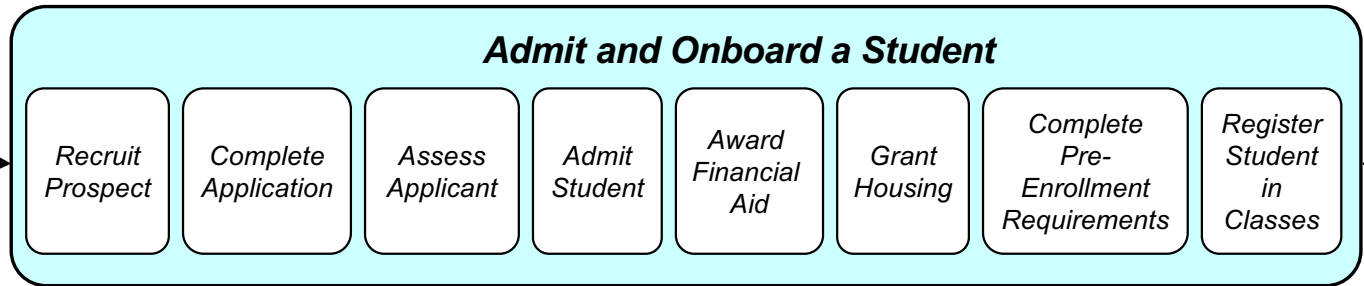 Admit and Onboard a Student
Recruit
Prospect
Complete
Application
Assess
Applicant
Admit
Student
Award
Financial
Aid
Grant
Housing
Complete
Pre-
Enrollment
Requirements
Register
Student
in
Classes